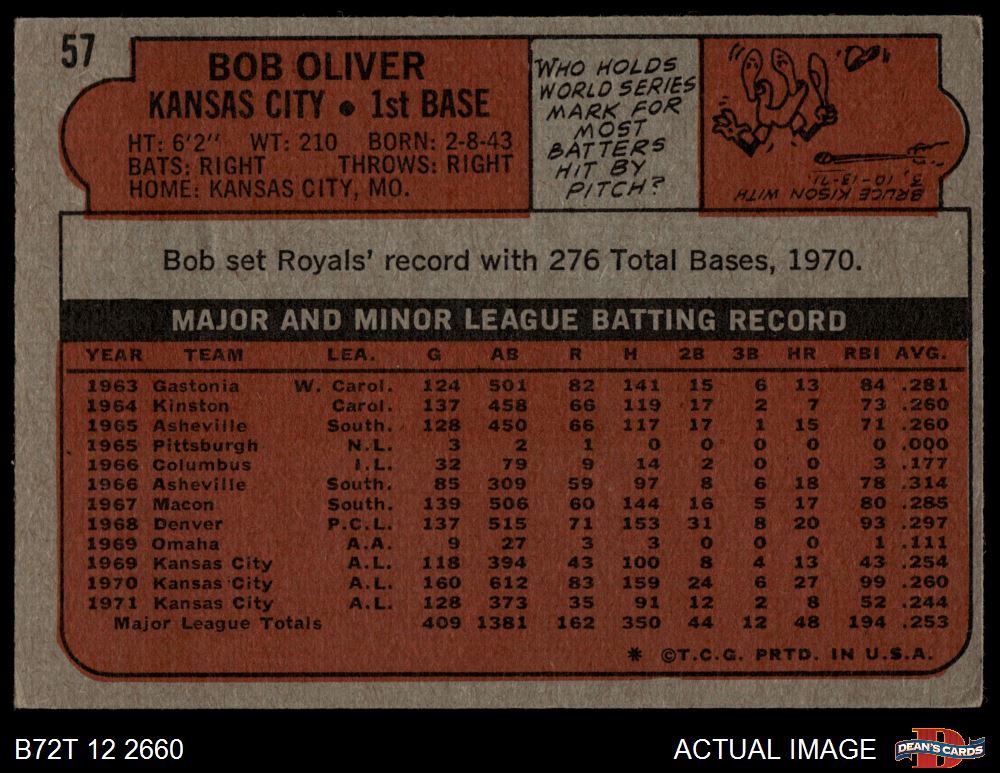 57
BOB OLIVER
KANSAS CITY • 1st BASE
HT: 6'2" WT: 210 BORN: 2-8-43
BATS: RIGHT THROWS: RIGHT
HOME: KANSAS CITY, MO.
WHO HOLDS
WORLD SERIES
MARK FOR
MOST
BATTERS
HIT BY
PITCH?
BRUCE KISON WITH
3, 10-13-71
Bob set Royals' record with 276 Total Bases, 1970.
MAJOR AND MINOR LEAGUE BATTING RECORD
YEAR TEAM LEA. G AB R H 2B 3B HR RBI AVG.
1963 Gastonia W. Carol. 124 501 82 141 15 6 13 84 .281
1964 Kinston Carol. 137 458 66 119 17 2 7 73 .260
1965 Asheville South. 128 450 66 117 17 1 15 71 .260
1965 Pittsburgh N.L. 3 2 1 0 0 0 0 0 .000
1966 Columbus I.L. 32 79 9 14 2 0 0 3 .177
1966 Asheville South. 85 309 59 97 8 6 18 78 .314
1967 Macon South. 139 506 60 144 16 5 17 80 .285
1968 Denver P.C.L. 137 515 71 153 31 8 20 93 .297
1969 Omaha A.A. 9 27 3 3 0 0 0 1 .111
1969 Kansas City A.L. 118 394 43 100 8 4 13 43 .254
1970 Kansas City A.L. 160 612 83 159 24 6 27 99 .260
1971 Kansas City A.L. 128 373 35 91 12 2 8 52 .244
Major League Totals 409 1381 162 350 44 12 48 194 .253
* ©T.C.G. PRTD. IN U.S.A.
B72T 12 2660
ACTUAL IMAGE
DEAN'S CARDS